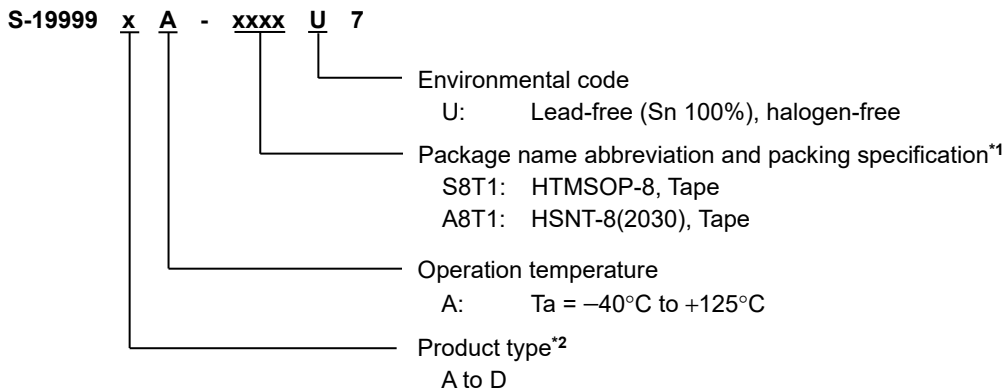 S-19999 x A - xxxx U 7
Environmental code
U: Lead-free (Sn 100%), halogen-free
Package name abbreviation and packing specification*1
S8T1: HTMSOP-8, Tape
A8T1: HSNT-8(2030), Tape
Operation temperature
A: Ta = −40°C to +125°C
Product type*2
A to D